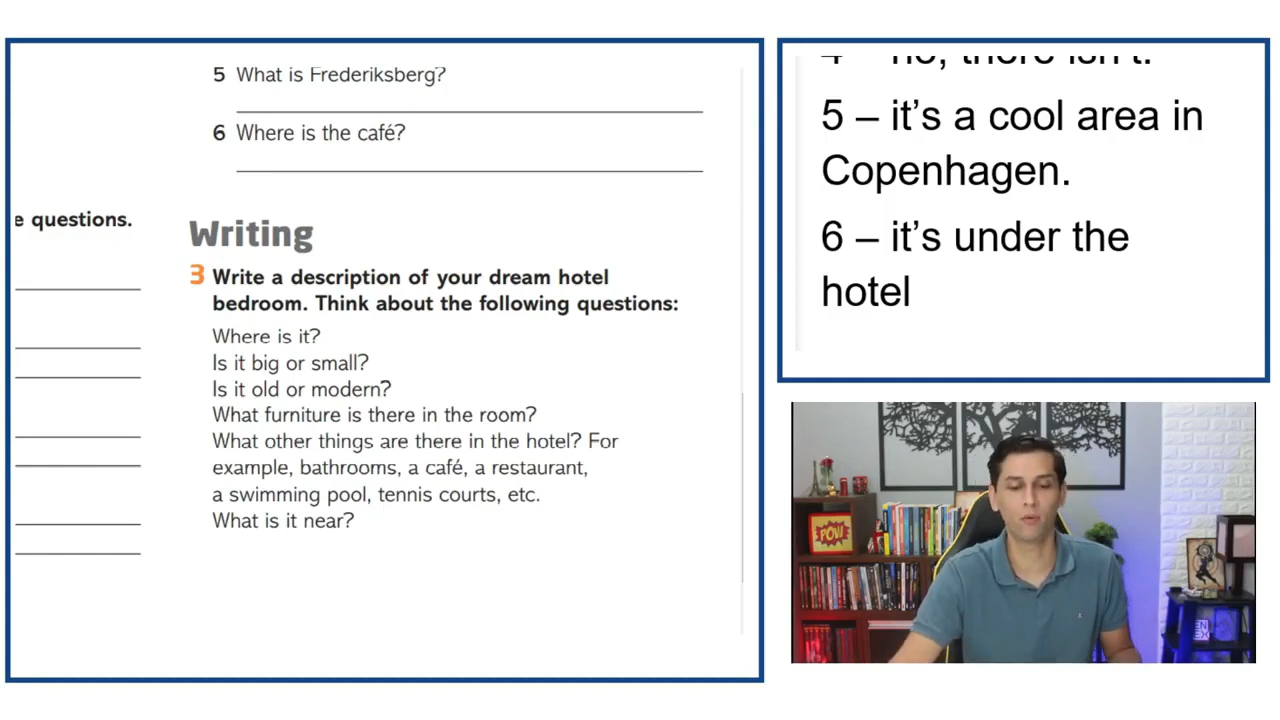 5 What is Frederiksberg?
6 Where is the café?
e questions.
Writing
3 Write a description of your dream hotel
bedroom. Think about the following questions:
Where is it?
Is it big or small?
Is it old or modern?
What furniture is there in the room?
What other things are there in the hotel? For
example, bathrooms, a café, a restaurant,
a swimming pool, tennis courts, etc.
What is it near?
4 – no, there isn't.
5 – it's a cool area in
Copenhagen.
6 – it's under the
hotel
POW